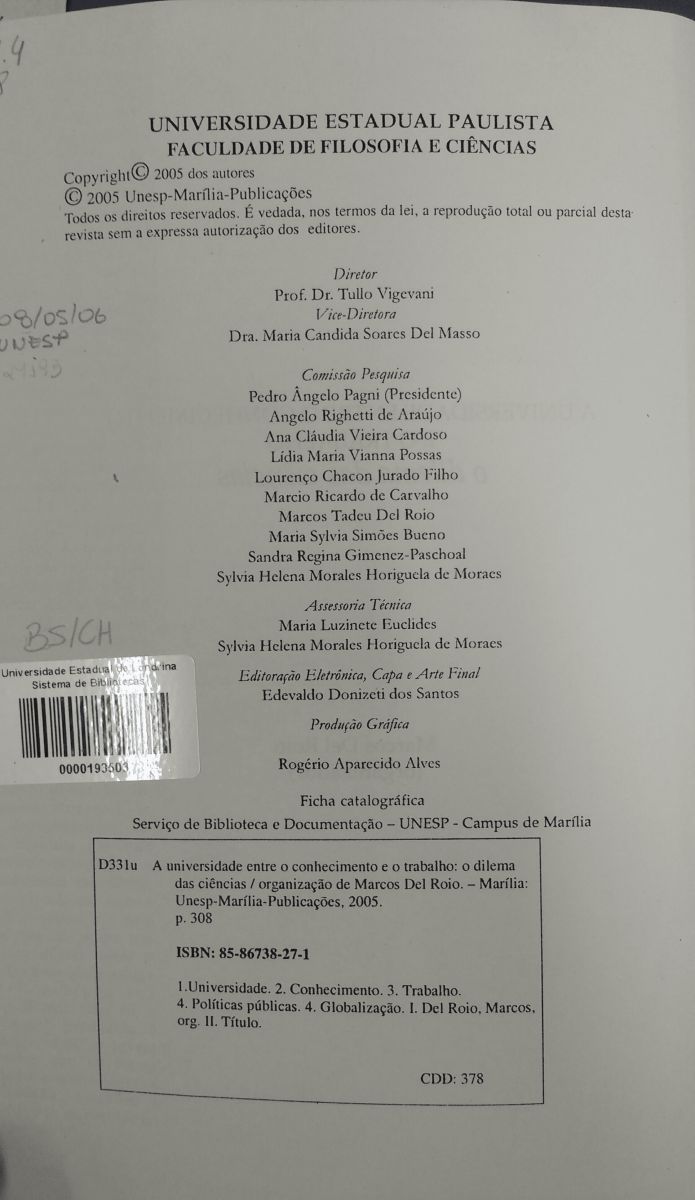 .4
UNIVERSIDADE ESTADUAL PAULISTA
FACULDADE DE FILOSOFIA E CIÊNCIAS
Copyright© 2005 dos autores
© 2005 Unesp-Marília-Publicações
Todos os direitos reservados. É vedada, nos termos da lei, a reprodução total ou parcial desta
revista sem a expressa autorização dos editores.
Diretor
Prof. Dr. Tullo Vigevani
Vice-Diretora
Dra. Maria Candida Soares Del Masso
08/05/06
UNESP
Comissão Pesquisa
Pedro Ângelo Pagni (Presidente)
Angelo Righetti de Araújo
Ana Cláudia Vieira Cardoso
Lídia Maria Vianna Possas
Lourenço Chacon Jurado Filho
Marcio Ricardo de Carvalho
Marcos Tadeu Del Roio
Maria Sylvia Simões Bueno
Sandra Regina Gimenez-Paschoal
Sylvia Helena Morales Horiguela de Moraes
Assessoria Técnica
Maria Luzinete Euclides
Sylvia Helena Morales Horiguela de Moraes
BS/CH
Universidade Estadual de Londrina
Sistema de Bibliotecas
Editoração Eletrônica, Capa e Arte Final
Edevaldo Donizeti dos Santos
Produção Gráfica
Rogério Aparecido Alves
Ficha catalográfica
Serviço de Biblioteca e Documentação – UNESP - Campus de Marília
D331u A universidade entre o conhecimento e o trabalho: o dilema
das ciências / organização de Marcos Del Roio. – Marília:
Unesp-Marília-Publicações, 2005.
p. 308
ISBN: 85-86738-27-1
1.Universidade. 2. Conhecimento. 3. Trabalho.
4. Políticas públicas. 4. Globalização. I. Del Roio, Marcos,
org. II. Título.
CDD: 378